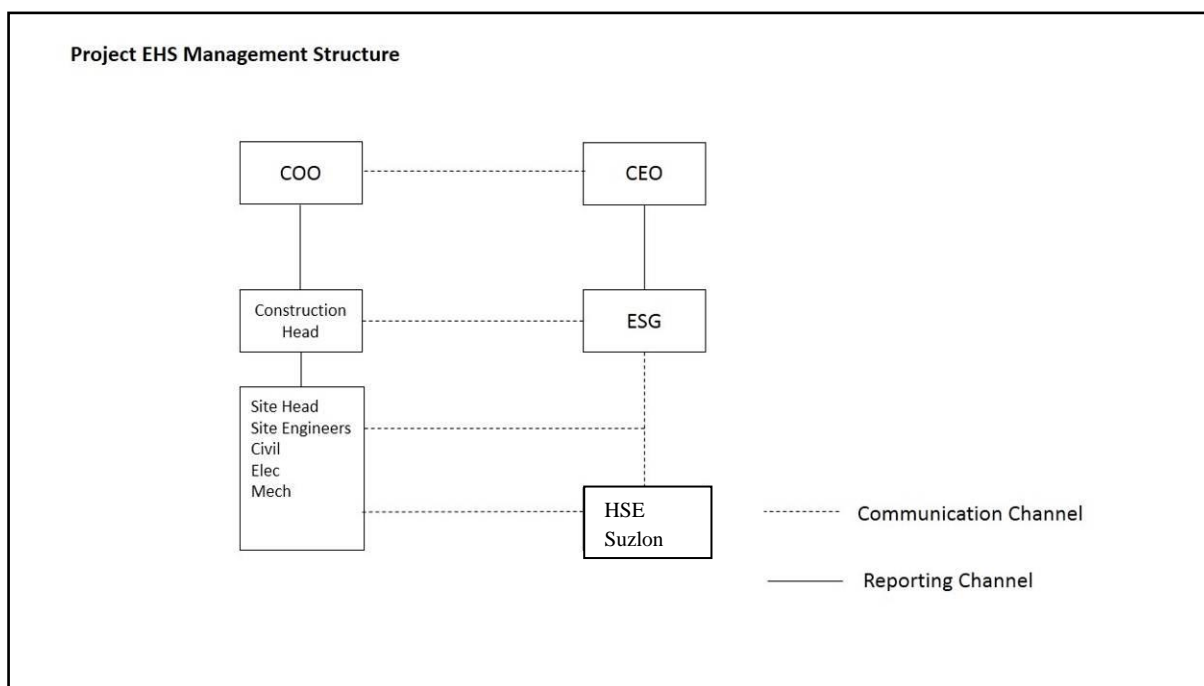 Project EHS Management Structure
COO
CEO
Construction
Head
ESG
Site Head
Site Engineers
Civil
Elec
Mech
HSE
Suzlon
Communication Channel
Reporting Channel